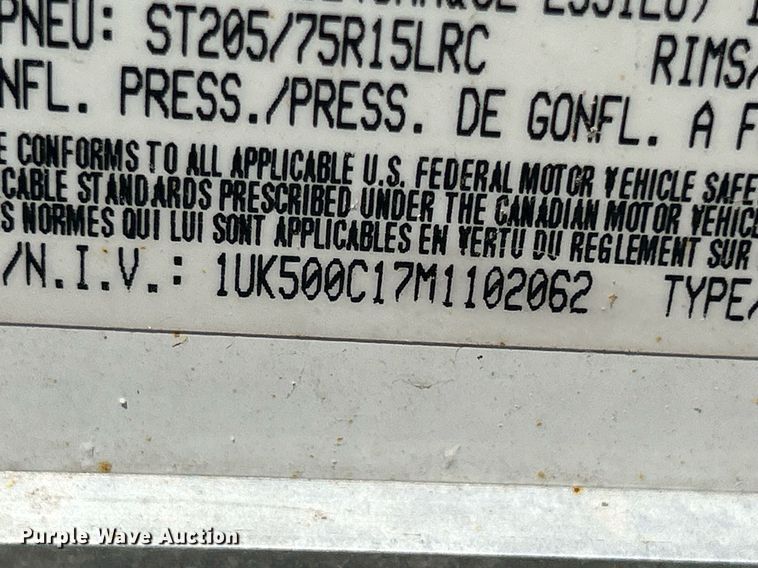 PNEU: ST205/75R15LRC RIMS/
NFL. PRESS./PRESS. DE GONFL. A F
E CONFORMS TO ALL APPLICABLE U.S. FEDERAL MOTOR VEHICLE SAFE
CABLE STANDARDS PRESCRIBED UNDER THE CANADIAN MOTOR VEHIC
S NORMES QUI LUI SONT APPLICABLES EN VERTU DU REGLEMENT SUR
/N.I.V.: 1UK500C17M1102062 TYPE/
Purple Wave Auction